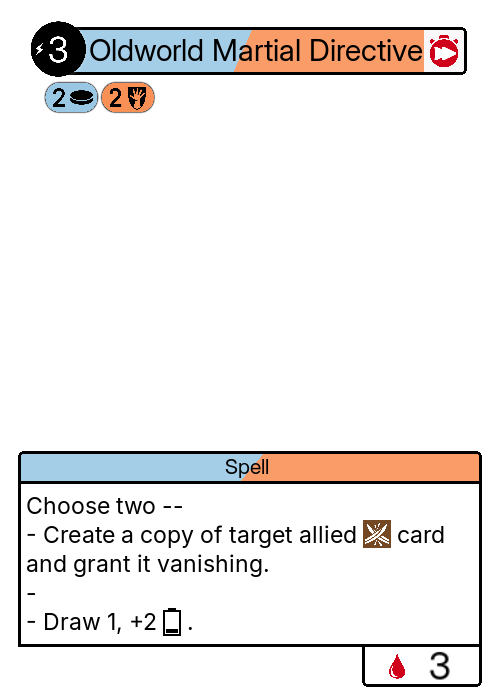 3 Oldworld Martial Directive
2 2
Spell
Choose two --
- Create a copy of target allied card
and grant it vanishing.
-
- Draw 1, +2 .
3